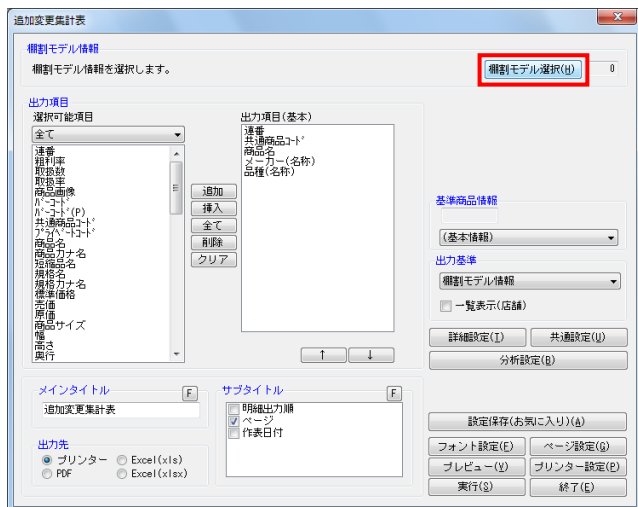 追加変更集計表
棚割モデル情報
棚割モデル情報を選択します。
棚割モデル選択(H)
0
出力項目
選択可能項目
全て
連番
粗利率
取扱数
取扱率
商品画像
バーコード
バーコード(P)
共通商品コード
プライベートコード
商品名
商品カナ名
短縮品名
規格名
規格カナ名
標準価格
売価
原価
商品サイズ
幅
高さ
奥行
追加
挿入
全て
削除
クリア
出力項目(基本)
連番
共通商品コード
商品名
メーカー(名称)
品種(名称)
↑
↓
基準商品情報
(基本情報)
出力基準
棚割モデル情報
一覧表示(店舗)
詳細設定(I)
共通設定(U)
分析設定(B)
メインタイトル
F
追加変更集計表
出力先
プリンター
Excel(xls)
PDF
Excel(xlsx)
サブタイトル
F
明細出力順
ページ
作表日付
設定保存(お気に入り)(A)
フォント設定(F)
ページ設定(G)
プレビュー(V)
プリンター設定(P)
実行(S)
終了(E)